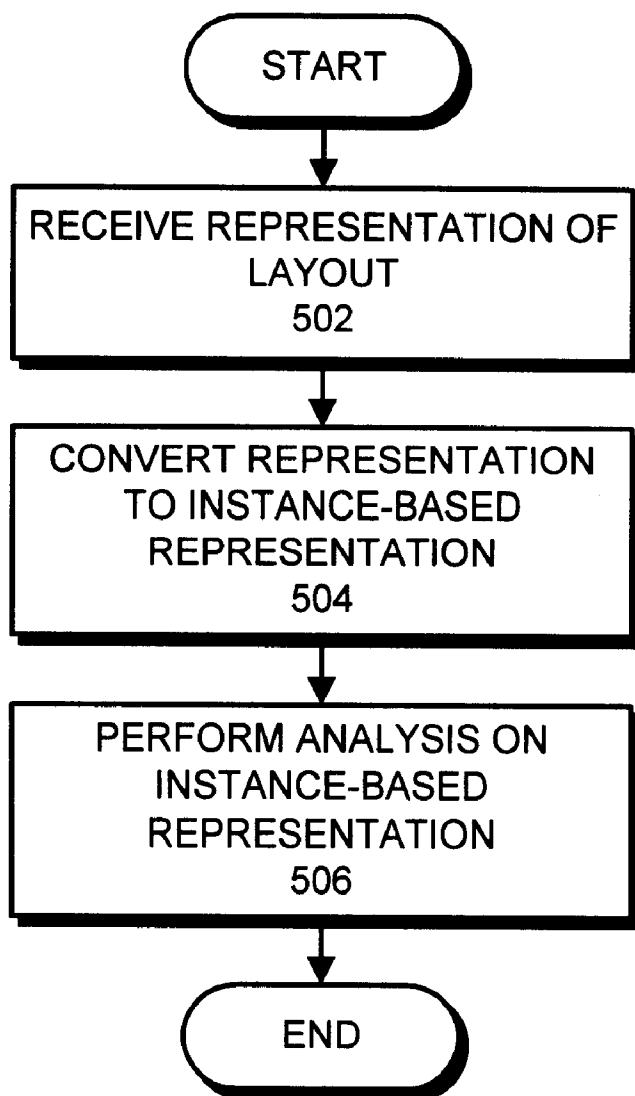 START
RECEIVE REPRESENTATION OF
LAYOUT
502
CONVERT REPRESENTATION
TO INSTANCE-BASED
REPRESENTATION
504
PERFORM ANALYSIS ON
INSTANCE-BASED
REPRESENTATION
506
END